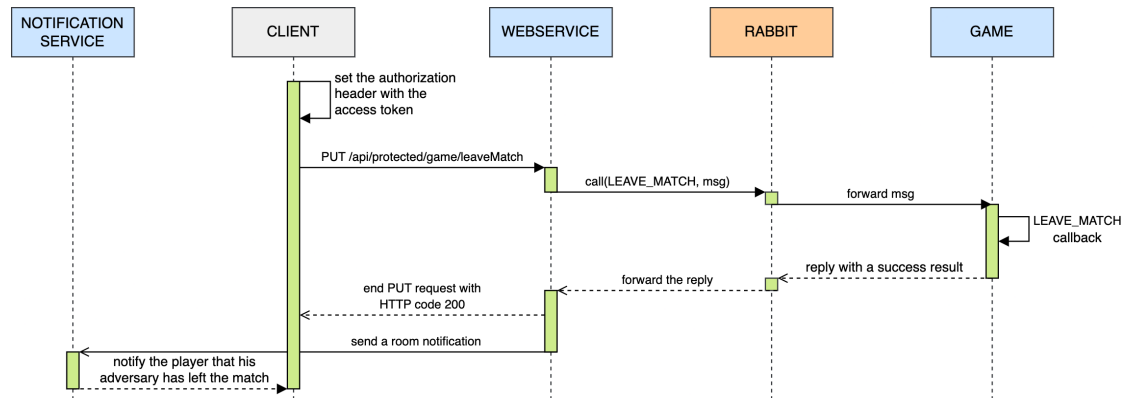 NOTIFICATION
SERVICE
CLIENT
WEBSERVICE
RABBIT
GAME
set the authorization
header with the
access token
PUT /api/protected/game/leaveMatch
call(LEAVE_MATCH, msg)
forward msg
LEAVE_MATCH
callback
reply with a success result
forward the reply
end PUT request with
HTTP code 200
send a room notification
notify the player that his
adversary has left the match